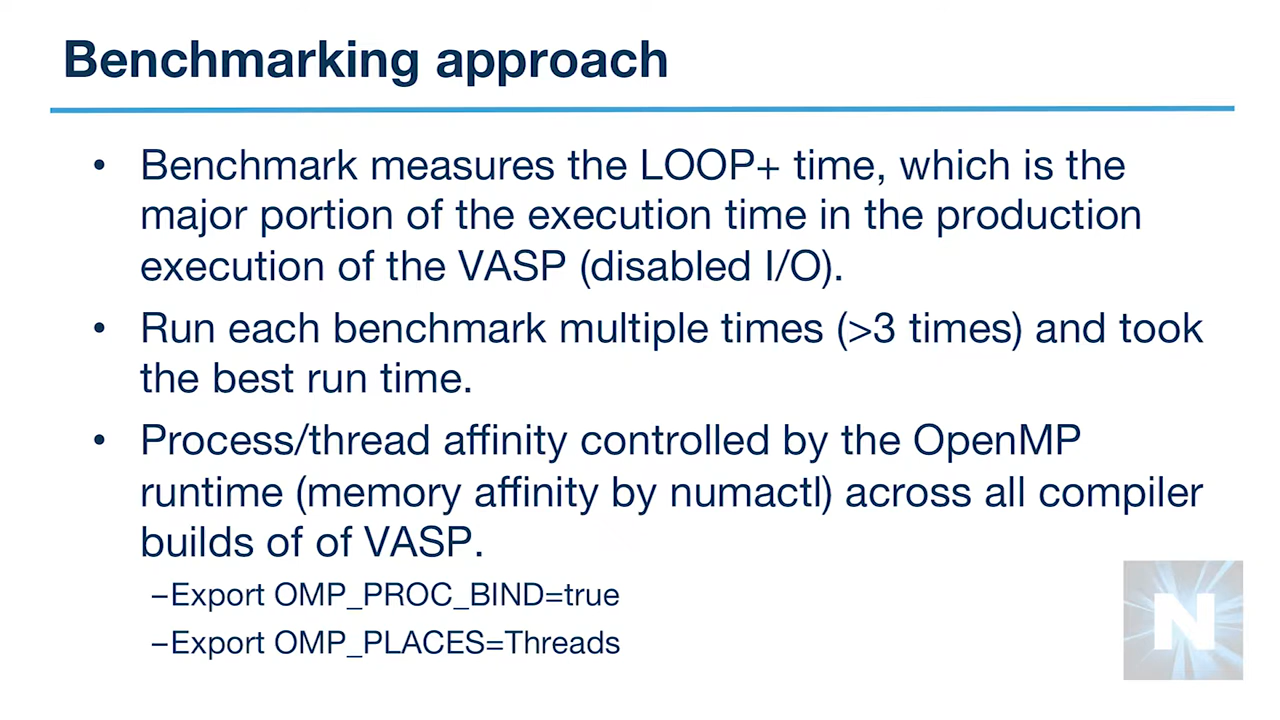 Benchmarking approach
• Benchmark measures the LOOP+ time, which is the
major portion of the execution time in the production
execution of the VASP (disabled I/O).
• Run each benchmark multiple times (>3 times) and took
the best run time.
• Process/thread affinity controlled by the OpenMP
runtime (memory affinity by numactl) across all compiler
builds of of VASP.
–Export OMP_PROC_BIND=true
–Export OMP_PLACES=Threads
N